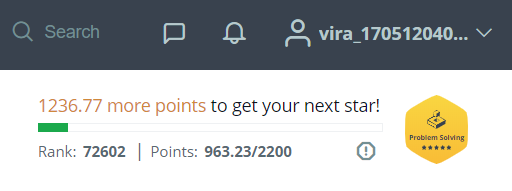 Search vira_170512040...
1236.77 more points to get your next star!
Rank: 72602 | Points: 963.23/2200
Problem Solving